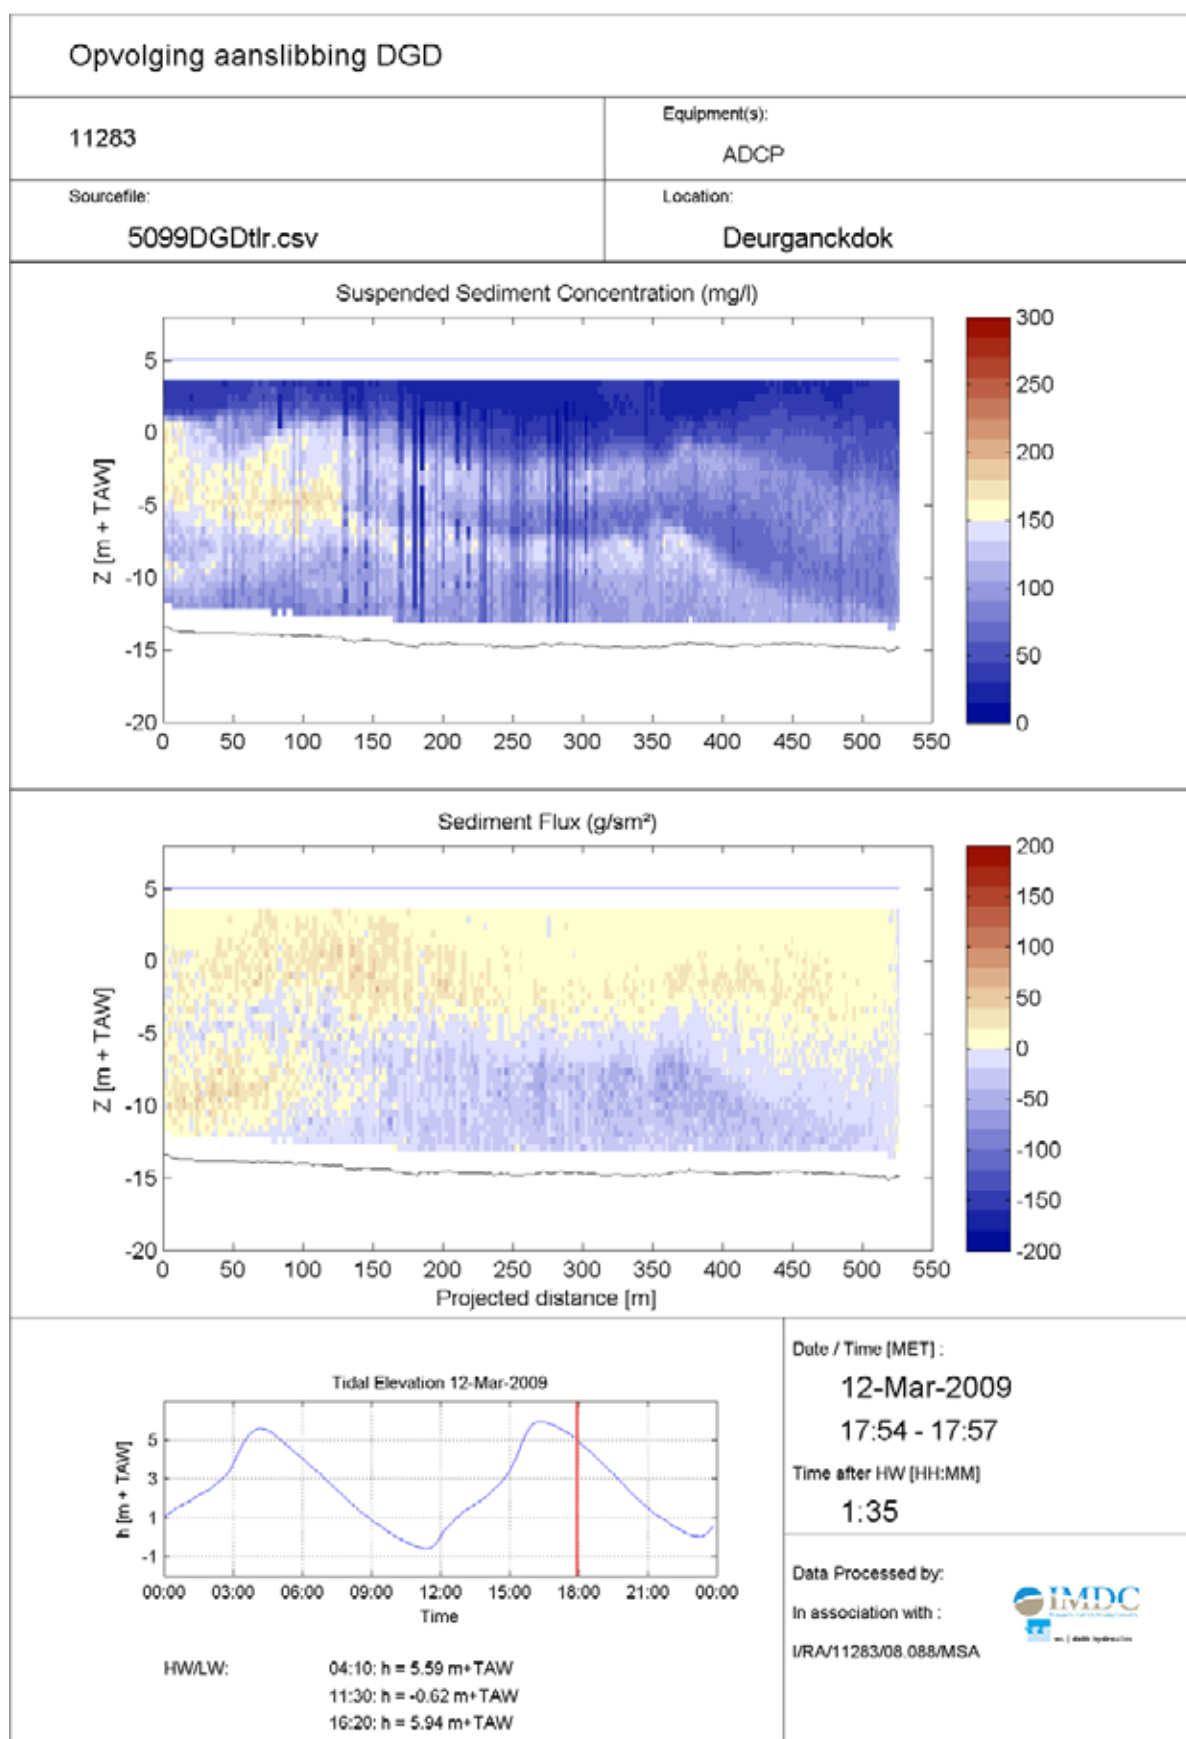 Opvolging aanslibbing DGD
11283
Equipment(s):
ADCP
Sourcefile:
5099DGDtlr.csv
Location:
Deurganckdok
Suspended Sediment Concentration (mg/l)
Z [m + TAW]
5
0
-5
-10
-15
-20
0 50 100 150 200 250 300 350 400 450 500 550
300
250
200
150
100
50
0
Sediment Flux (g/sm²)
Z [m + TAW]
5
0
-5
-10
-15
-20
0 50 100 150 200 250 300 350 400 450 500 550
Projected distance [m]
200
150
100
50
0
-50
-100
-150
-200
Tidal Elevation 12-Mar-2009
h [m + TAW]
5
3
1
-1
00:00 03:00 06:00 09:00 12:00 15:00 18:00 21:00 00:00
Time
HW/LW:
04:10: h = 5.59 m+TAW
11:30: h = -0.62 m+TAW
16:20: h = 5.94 m+TAW
Date / Time [MET] :
12-Mar-2009
17:54 - 17:57
Time after HW [HH:MM]
1:35
Data Processed by:
In association with :
I/RA/11283/08.088/MSA
IMDC